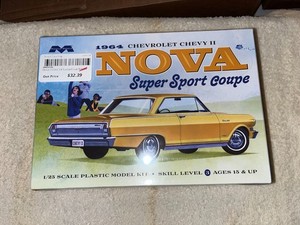 1964 CHEVROLET CHEVY II
NOVA
Our Price $32.39
Super Sport Coupe
1/25 SCALE PLASTIC MODEL KIT • SKILL LEVEL 3 AGES 15 & UP